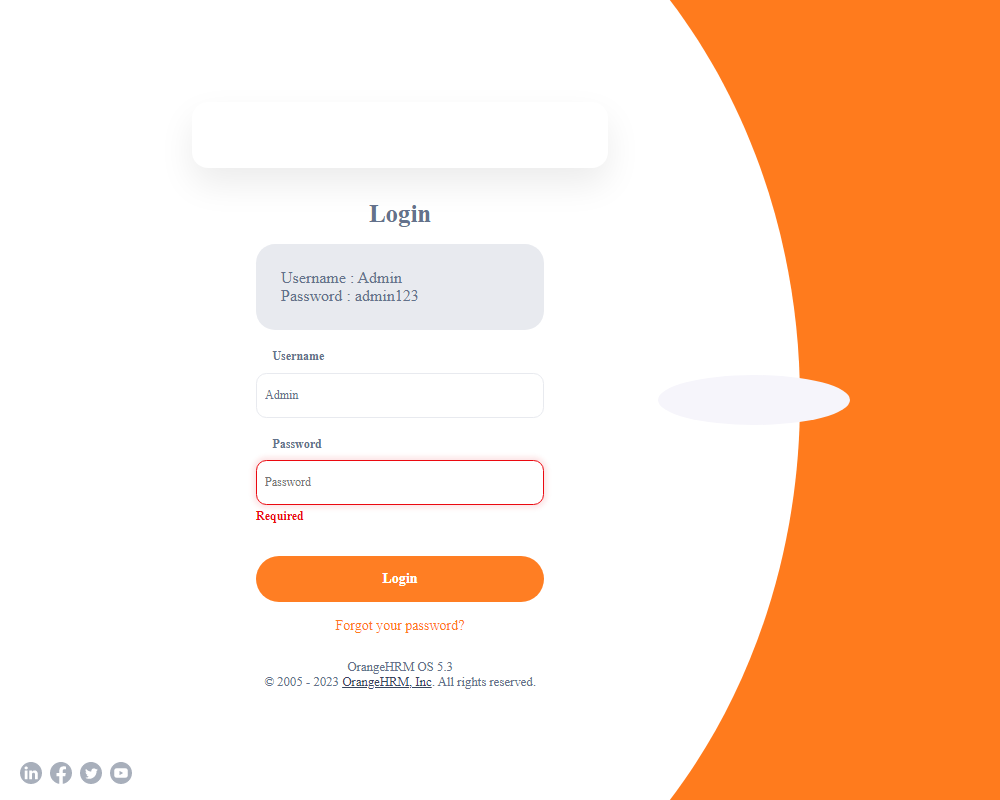 Login
Username : Admin
Password : admin123
Username
Admin
Password
Password
Required
Login
Forgot your password?
OrangeHRM OS 5.3
© 2005 - 2023 OrangeHRM, Inc. All rights reserved.